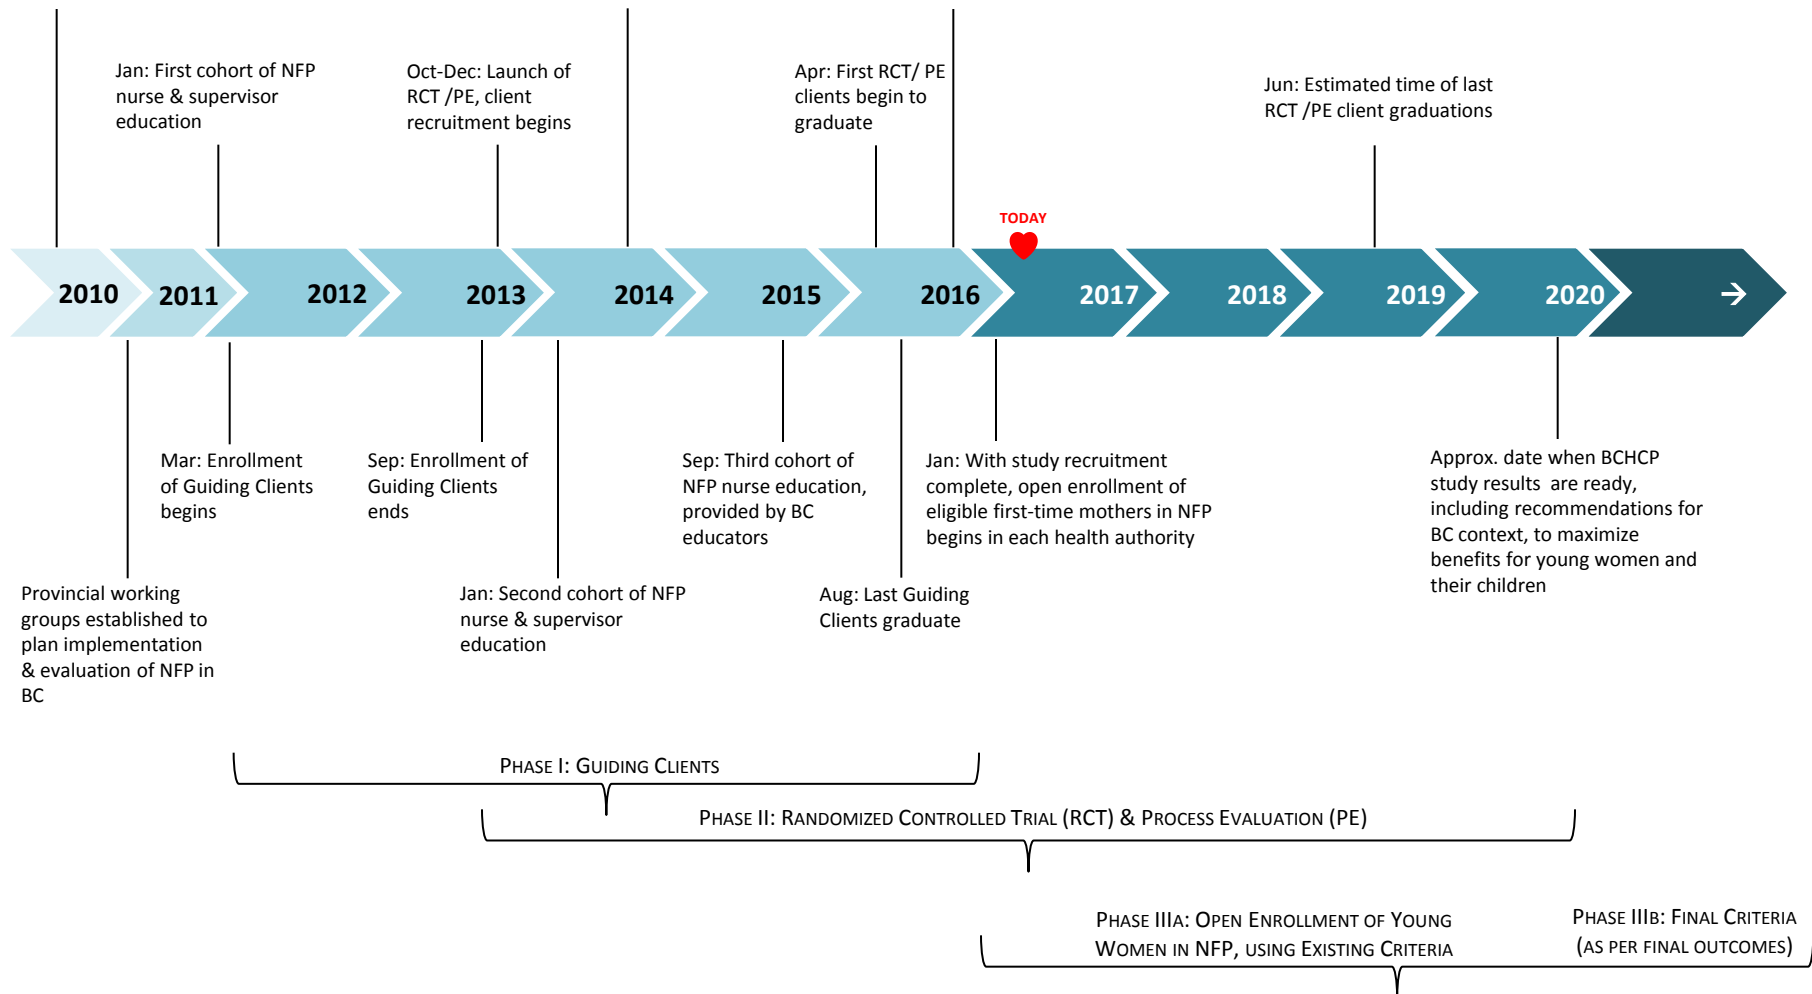 Jan: First cohort of NFP
nurse & supervisor
education
Oct-Dec: Launch of
RCT /PE, client
recruitment begins
Apr: First RCT/ PE
clients begin to
graduate
Jun: Estimated time of last
RCT /PE client graduations
TODAY
2010
2011
2012
2013
2014
2015
2016
2017
2018
2019
2020
→
Mar: Enrollment
of Guiding Clients
begins
Sep: Enrollment of
Guiding Clients
ends
Sep: Third cohort of
NFP nurse education,
provided by BC
educators
Jan: With study recruitment
complete, open enrollment of
eligible first-time mothers in NFP
begins in each health authority
Approx. date when BCHCP
study results are ready,
including recommendations for
BC context, to maximize
benefits for young women and
their children
Provincial working
groups established to
plan implementation
& evaluation of NFP in
BC
Jan: Second cohort of NFP
nurse & supervisor
education
Aug: Last Guiding
Clients graduate
PHASE I: GUIDING CLIENTS
PHASE II: RANDOMIZED CONTROLLED TRIAL (RCT) & PROCESS EVALUATION (PE)
PHASE IIIA: OPEN ENROLLMENT OF YOUNG
WOMEN IN NFP, USING EXISTING CRITERIA
PHASE IIIB: FINAL CRITERIA
(AS PER FINAL OUTCOMES)